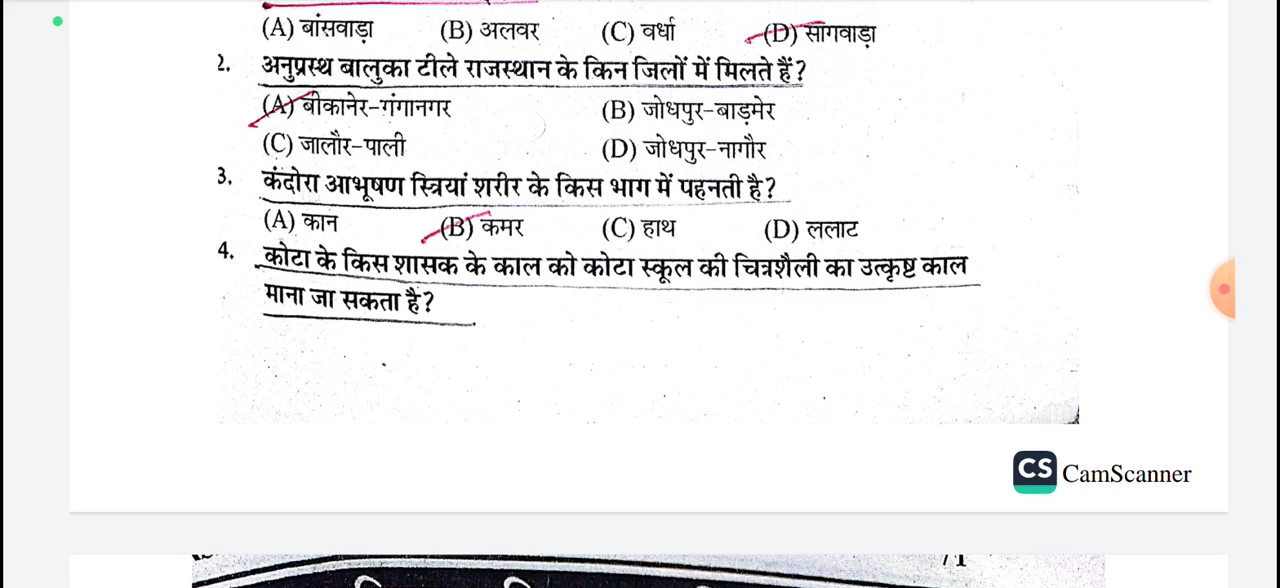 (A) बांसवाड़ा (B) अलवर (C) वर्धा (D) सागवाड़ा
2. अनुप्रस्थ बालुका टीले राजस्थान के किन जिलों में मिलते हैं?
(A) बीकानेर-गंगानगर (B) जोधपुर-बाड़मेर
(C) जालौर-पाली (D) जोधपुर-नागौर
3. कंदोरा आभूषण स्त्रियां शरीर के किस भाग में पहनती है?
(A) कान (B) कमर (C) हाथ (D) ललाट
4. कोटा के किस शासक के काल को कोटा स्कूल की चित्रशैली का उत्कृष्ट काल
माना जा सकता है?
CS CamScanner